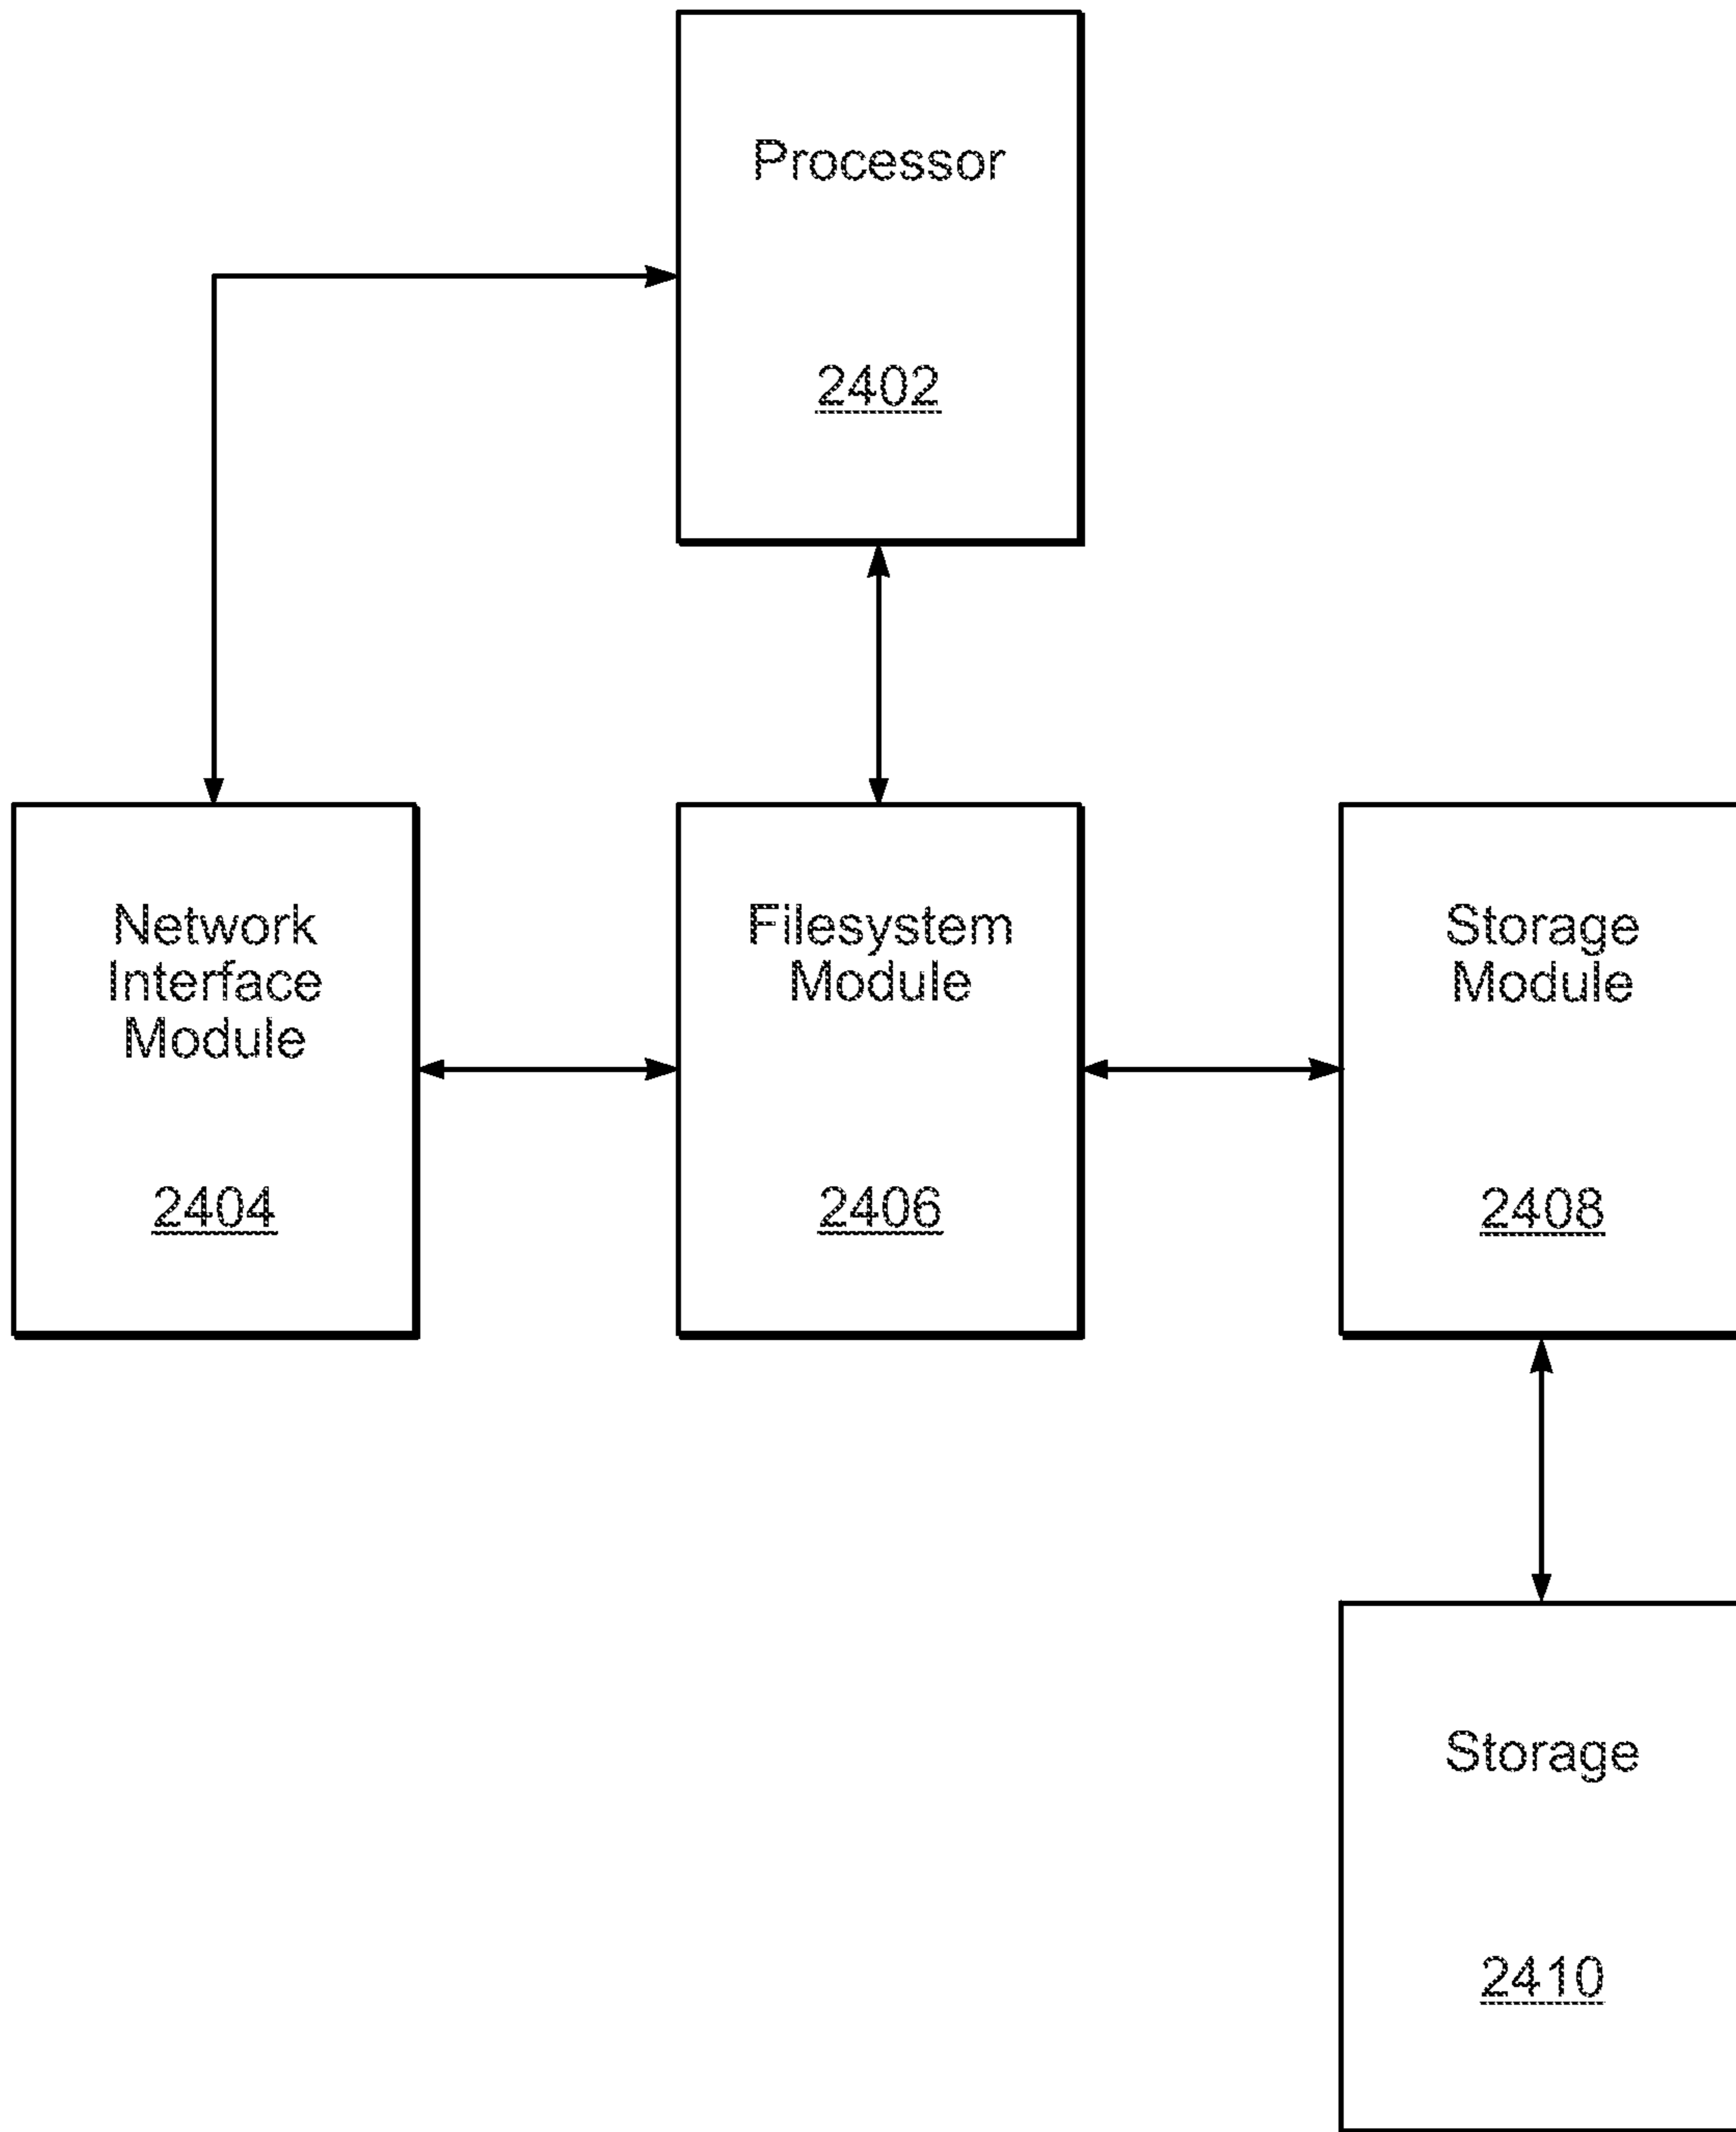 Processor
2402
Network
Interface
Module
2404
Filesystem
Module
2406
Storage
Module
2408
Storage
2410